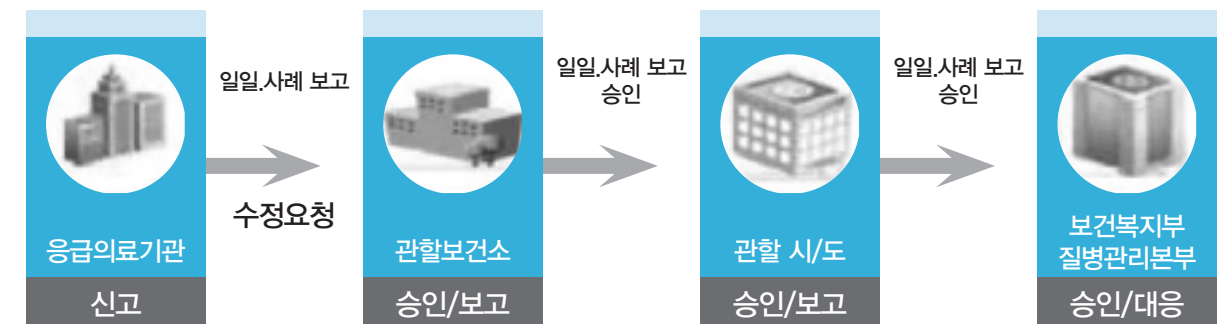 일일.사례 보고
수정요청
일일.사례 보고
승인
일일.사례 보고
승인
응급의료기관
신고
관할보건소
승인/보고
관할 시/도
승인/보고
보건복지부
질병관리본부
승인/대응